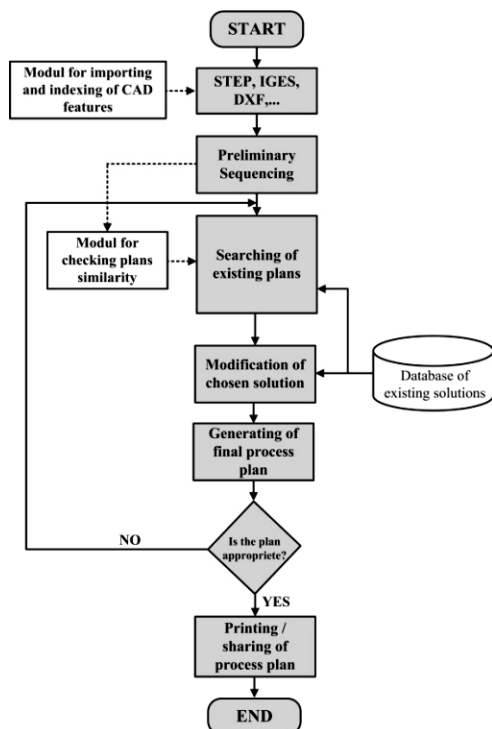 START
Modul for importing
and indexing of CAD
features
STEP, IGES,
DXF,...
Preliminary
Sequencing
Modul for
checking plans
similarity
Searching of
existing plans
Modification of
chosen solution
Database of
existing solutions
Generating of
final process
plan
NO
Is the plan
appropriete?
YES
Printing /
sharing of
process plan
END